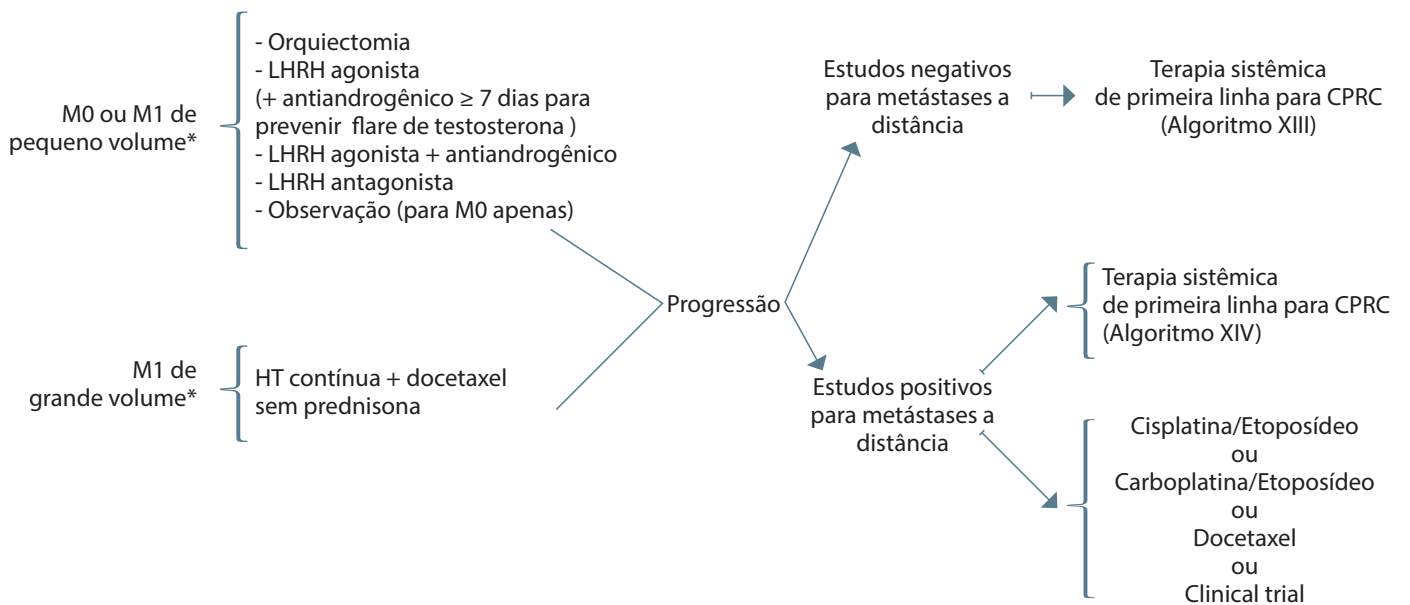 M0 ou M1 de
pequeno volume*
- Orquiectomia
- LHRH agonista
(+ antiandrogênico ≥ 7 dias para
prevenir flare de testosterona )
- LHRH agonista + antiandrogênico
- LHRH antagonista
- Observação (para M0 apenas)
M1 de
grande volume*
HT contínua + docetaxel
sem prednisona
Progressão
Estudos negativos
para metástases a
distância
Terapia sistêmica
de primeira linha para CPRC
(Algoritmo XIII)
Estudos positivos
para metástases a
distância
Terapia sistêmica
de primeira linha para CPRC
(Algoritmo XIV)
Cisplatina/Etoposídeo
ou
Carboplatina/Etoposídeo
ou
Docetaxel
ou
Clinical trial